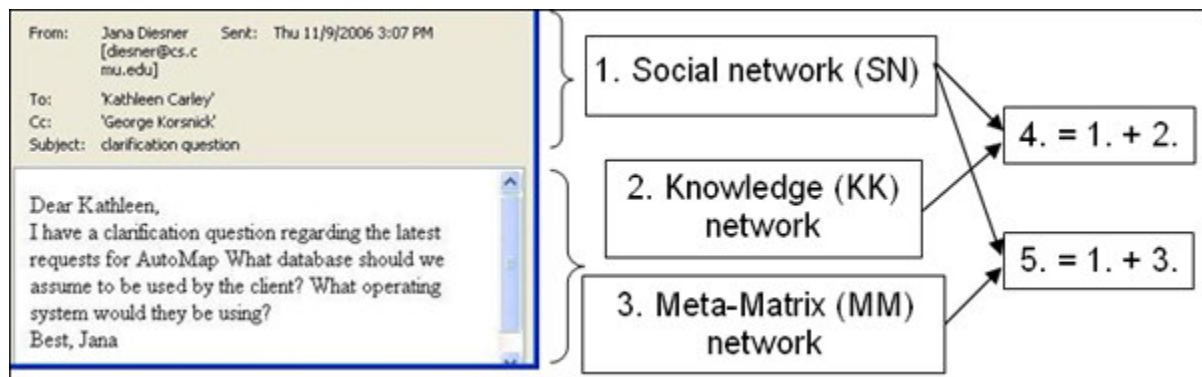 From: Jana Diesner Sent: Thu 11/9/2006 3:07 PM
[diesner@cs.c
mu.edu]
To: 'Kathleen Carley'
Cc: 'George Korsnick'
Subject: clarification question
Dear Kathleen,
I have a clarification question regarding the latest
requests for AutoMap What database should we
assume to be used by the client? What operating
system would they be using?
Best, Jana
1. Social network (SN)
2. Knowledge (KK)
network
3. Meta-Matrix (MM)
network
4. = 1. + 2.
5. = 1. + 3.